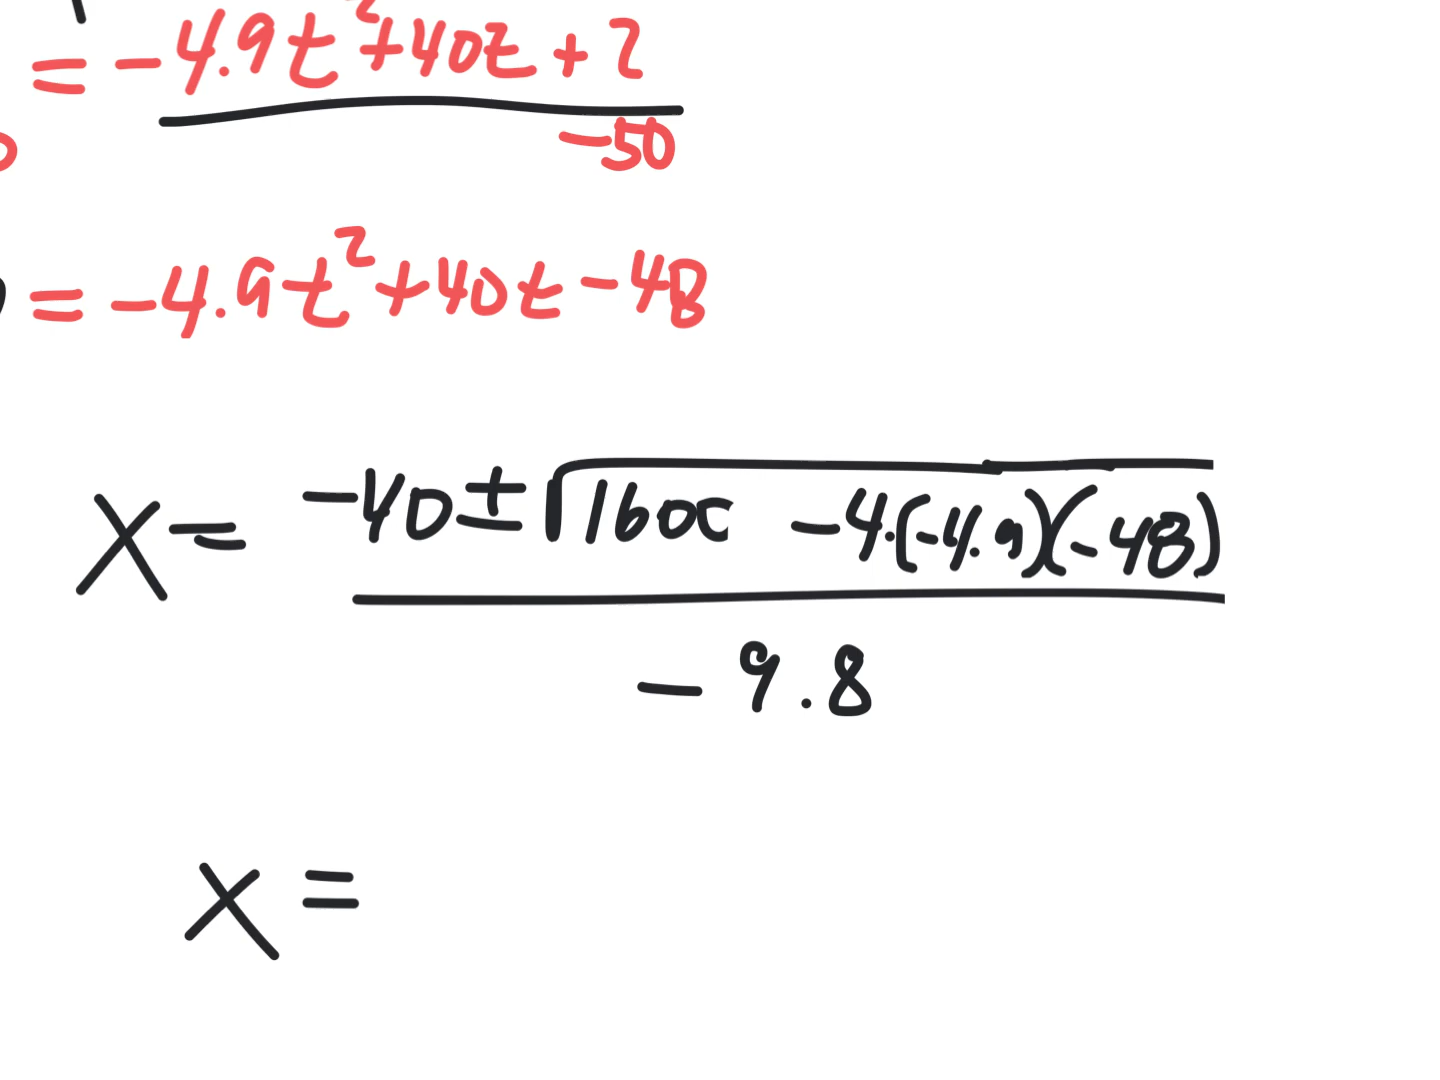 = -4.9t²+40t + 2
-50
= -4.9t²+40t-48
x= -40±√1600 -4·(-4.9)(-48)
-9.8
x =